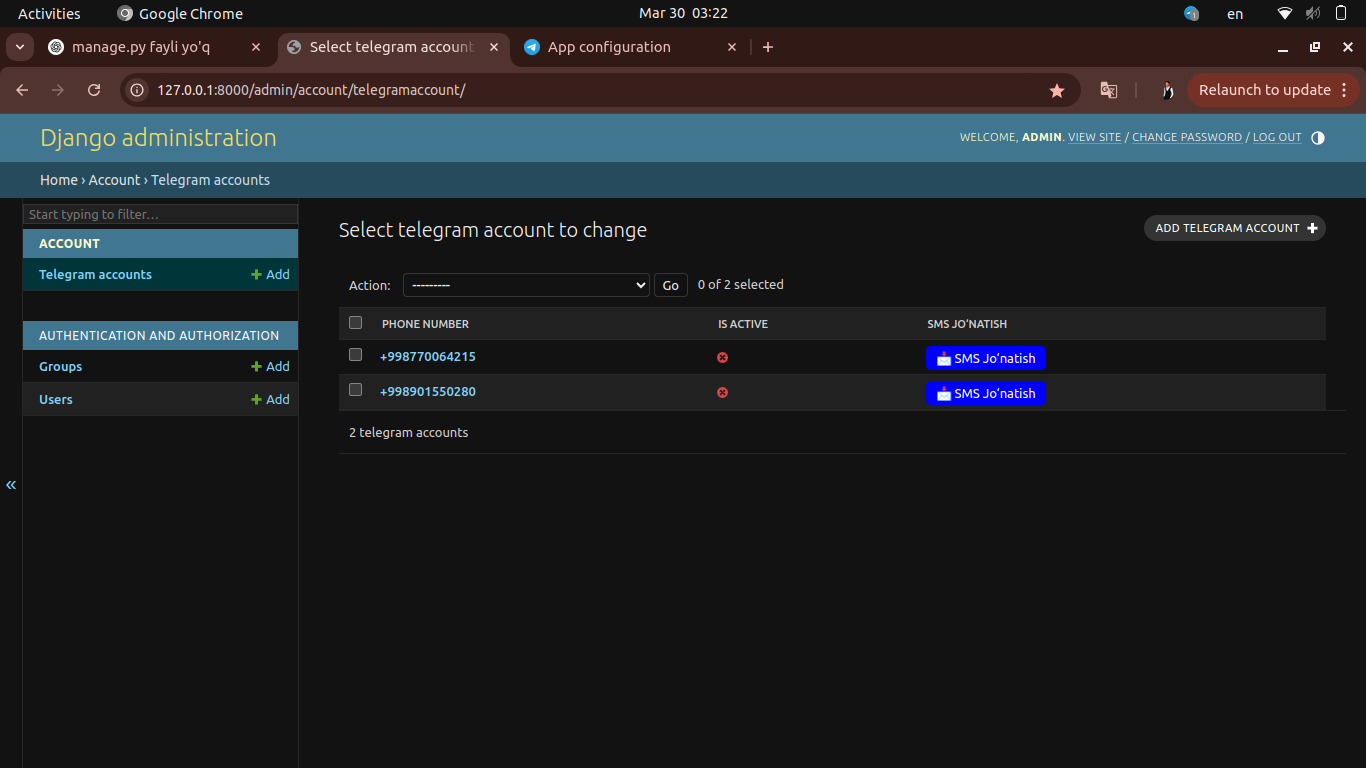 Activities Google Chrome Mar 30 03:22 en
manage.py fayli yo'q Select telegram account App configuration
127.0.0.1:8000/admin/account/telegramaccount/ Relaunch to update
Django administration WELCOME, ADMIN. VIEW SITE / CHANGE PASSWORD / LOG OUT
Home › Account › Telegram accounts
Start typing to filter…
ACCOUNT
Telegram accounts Add
AUTHENTICATION AND AUTHORIZATION
Groups Add
Users Add
«
Select telegram account to change ADD TELEGRAM ACCOUNT
Action: --------- Go 0 of 2 selected
PHONE NUMBER IS ACTIVE SMS JO‘NATISH
+998770064215 SMS Jo‘natish
+998901550280 SMS Jo‘natish
2 telegram accounts